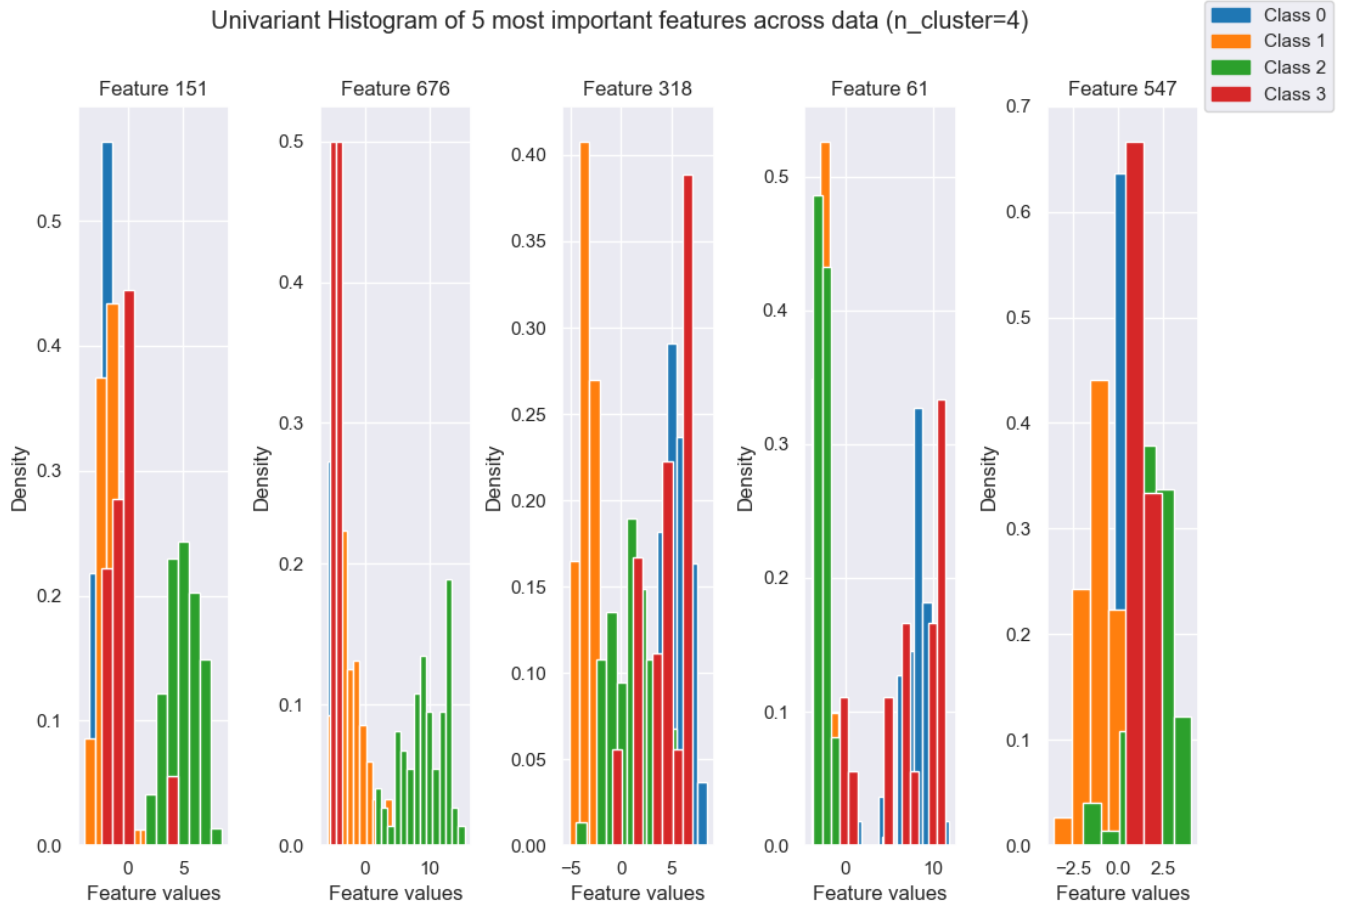 Univariant Histogram of 5 most important features across data (n_cluster=4)
Class 0
Class 1
Class 2
Class 3
Feature 151
Density
0.5
0.4
0.3
0.2
0.1
0.0
0 5
Feature values
Feature 676
Density
0.5
0.4
0.3
0.2
0.1
0.0
0 10
Feature values
Feature 318
Density
0.40
0.35
0.30
0.25
0.20
0.15
0.10
0.05
0.00
−5 0 5
Feature values
Feature 61
Density
0.5
0.4
0.3
0.2
0.1
0.0
0 10
Feature values
Feature 547
Density
0.7
0.6
0.5
0.4
0.3
0.2
0.1
0.0
−2.5 0.0 2.5
Feature values